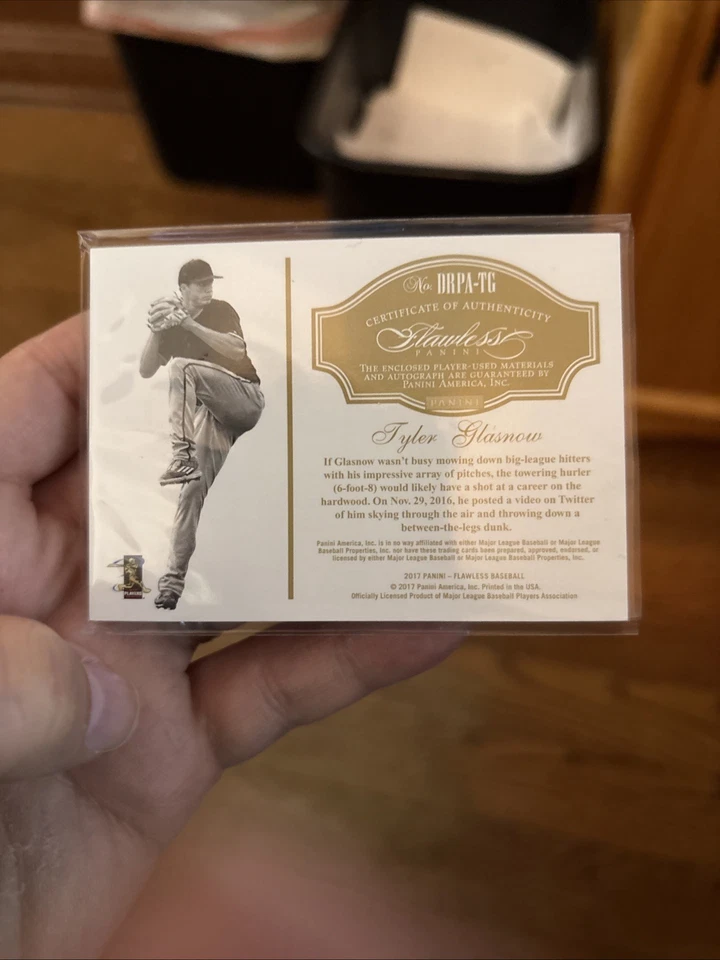 No. DRPA-TG
CERTIFICATE OF AUTHENTICITY
Flawless
PANINI
THE ENCLOSED PLAYER-USED MATERIALS
AND AUTOGRAPH ARE GUARANTEED BY
PANINI AMERICA, INC.
PANINI
Tyler Glasnow
If Glasnow wasn't busy mowing down big-league hitters
with his impressive array of pitches, the towering hurler
(6-foot-8) would likely have a shot at a career on the
hardwood. On Nov. 29, 2016, he posted a video on Twitter
of him skying through the air and throwing down a
between-the-legs dunk.
Panini America, Inc. is in no way affiliated with either Major League Baseball or Major League
Baseball Properties, Inc. nor have these trading cards been prepared, approved, endorsed, or
licensed by either Major League Baseball or Major League Baseball Properties, Inc.
2017 PANINI – FLAWLESS BASEBALL
© 2017 Panini America, Inc. Printed in the USA.
Officially Licensed Product of Major League Baseball Players Association
PLAYERS